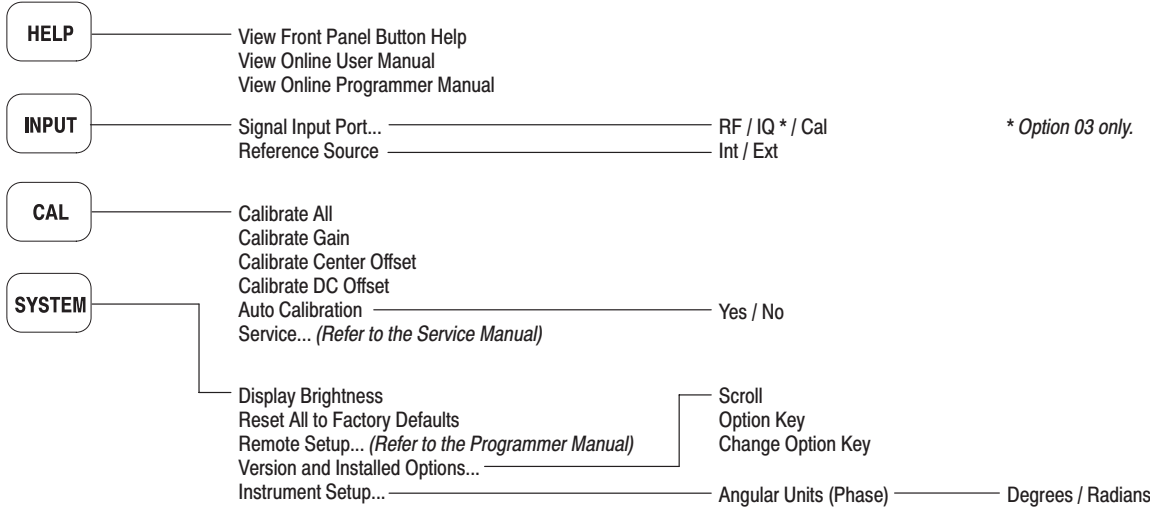 HELP
View Front Panel Button Help
View Online User Manual
View Online Programmer Manual
INPUT
Signal Input Port... RF / IQ * / Cal * Option 03 only.
Reference Source Int / Ext
CAL
Calibrate All
Calibrate Gain
Calibrate Center Offset
Calibrate DC Offset
Auto Calibration Yes / No
Service... (Refer to the Service Manual)
SYSTEM
Display Brightness Scroll
Reset All to Factory Defaults Option Key
Remote Setup... (Refer to the Programmer Manual) Change Option Key
Version and Installed Options...
Instrument Setup... Angular Units (Phase) Degrees / Radians